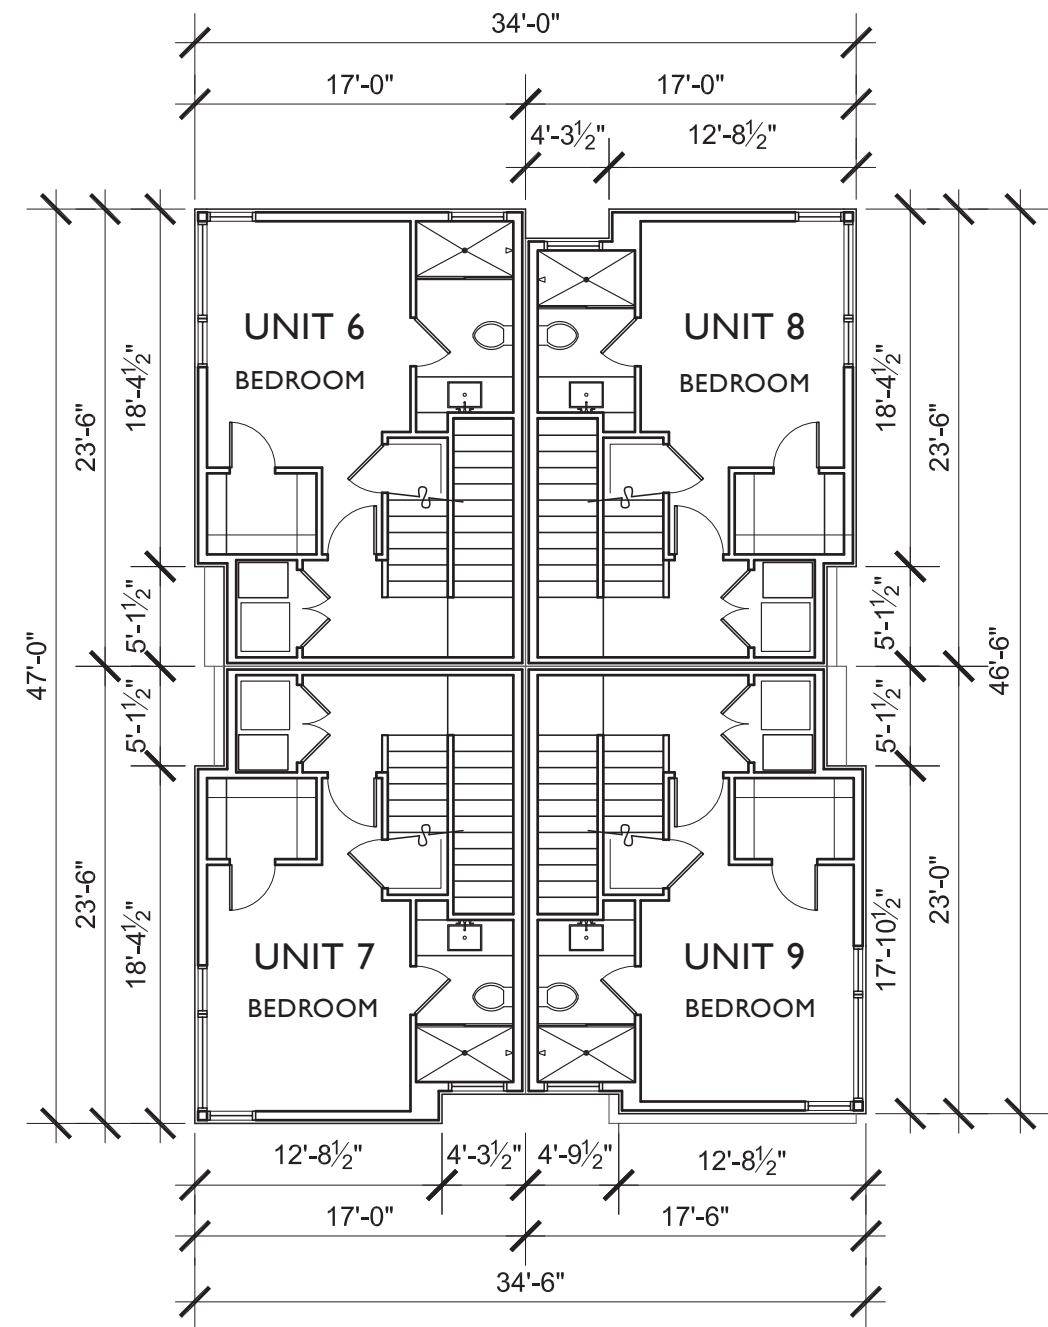 34'-0"
17'-0" 17'-0"
4'-3½" 12'-8½"
UNIT 6
BEDROOM
UNIT 8
BEDROOM
18'-4½"
23'-6"
18'-4½"
23'-6"
5'-1½"
5'-1½"
47'-0"
46'-6"
5'-1½"
5'-1½"
23'-6"
18'-4½"
17'-10½"
23'-0"
UNIT 7
BEDROOM
UNIT 9
BEDROOM
12'-8½" 4'-3½" 4'-9½" 12'-8½"
17'-0" 17'-6"
34'-6"